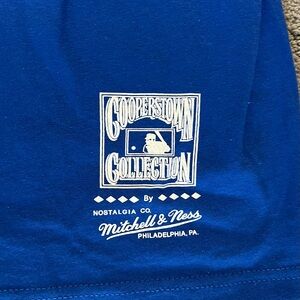 COOPERSTOWN
COLLECTION
By
NOSTALGIA CO.
Mitchell & Ness
PHILADELPHIA, PA.